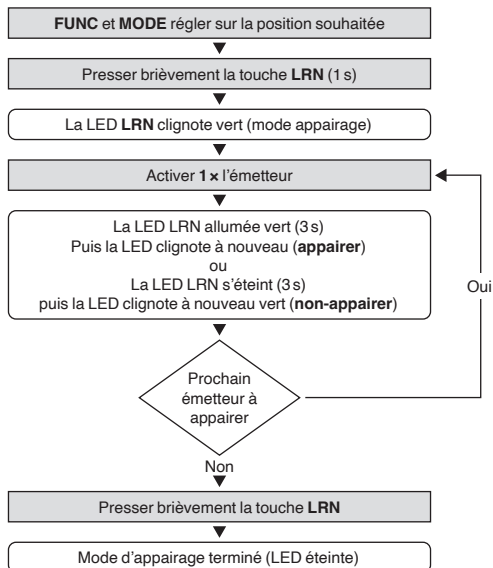 FUNC et MODE régler sur la position souhaitée
Presser brièvement la touche LRN (1 s)
La LED LRN clignote vert (mode appairage)
Activer 1 × l'émetteur
La LED LRN allumée vert (3 s)
Puis la LED clignote à nouveau (appairer)
ou
La LED LRN s'éteint (3 s)
puis la LED clignote à nouveau vert (non-appairer)
Oui
Prochain
émetteur à
appairer
Non
Presser brièvement la touche LRN
Mode d'appairage terminé (LED éteinte)